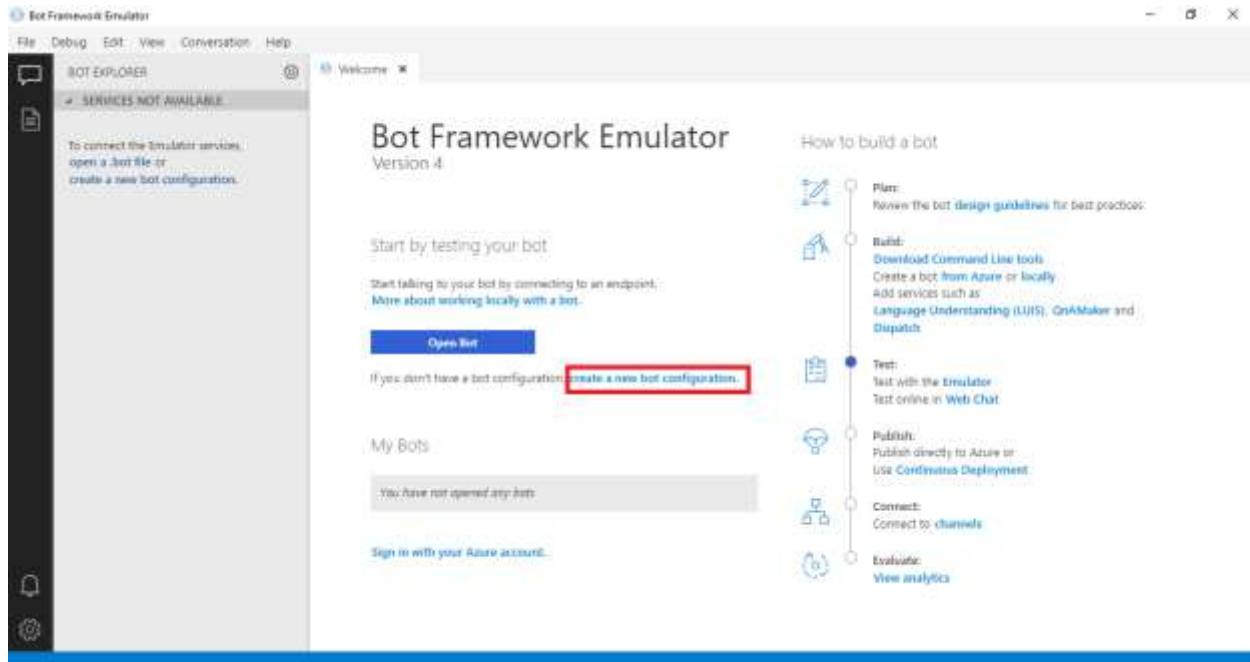 Bot Framework Emulator
File Debug Edit View Conversation Help
BOT EXPLORER
Welcome
SERVICES NOT AVAILABLE
To connect the Emulator services,
open a .bot file or
create a new bot configuration.
Bot Framework Emulator
Version 4
Start by testing your bot
Start talking to your bot by connecting to an endpoint.
More about working locally with a bot.
Open Bot
If you don't have a bot configuration, create a new bot configuration.
My Bots
You have not opened any bots
Sign in with your Azure account.
How to build a bot
Plan:
Review the bot design guidelines for best practices
Build:
Download Command Line tools
Create a bot from Azure or locally
Add services such as
Language Understanding (LUIS), QnAMaker and
Dispatch
Test:
Test with the Emulator
Test online in Web Chat
Publish:
Publish directly to Azure or
Use Continuous Deployment
Connect:
Connect to channels
Evaluate:
View analytics